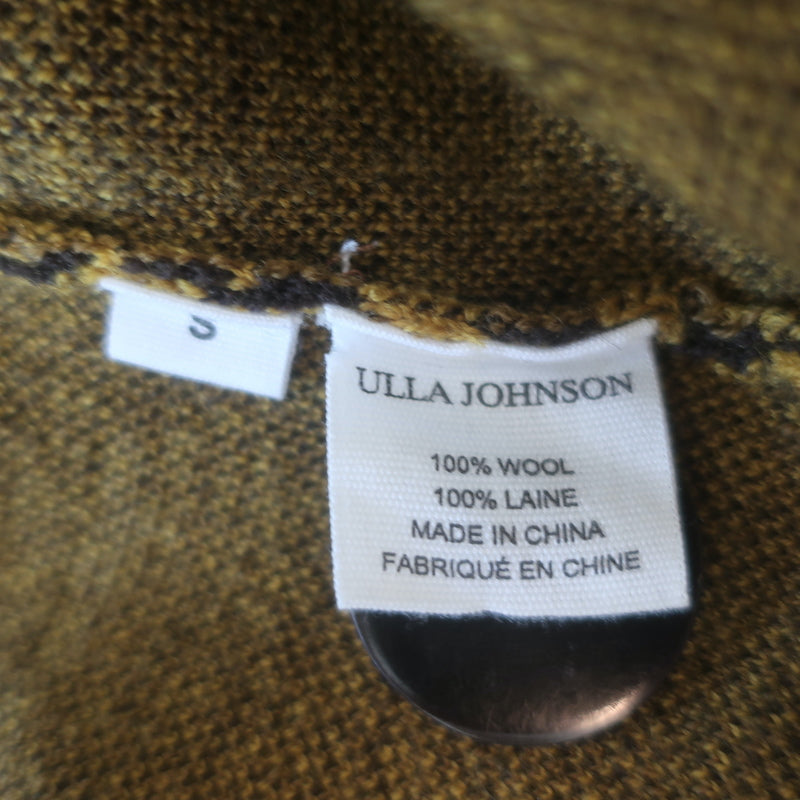 S
ULLA JOHNSON
100% WOOL
100% LAINE
MADE IN CHINA
FABRIQUÉ EN CHINE